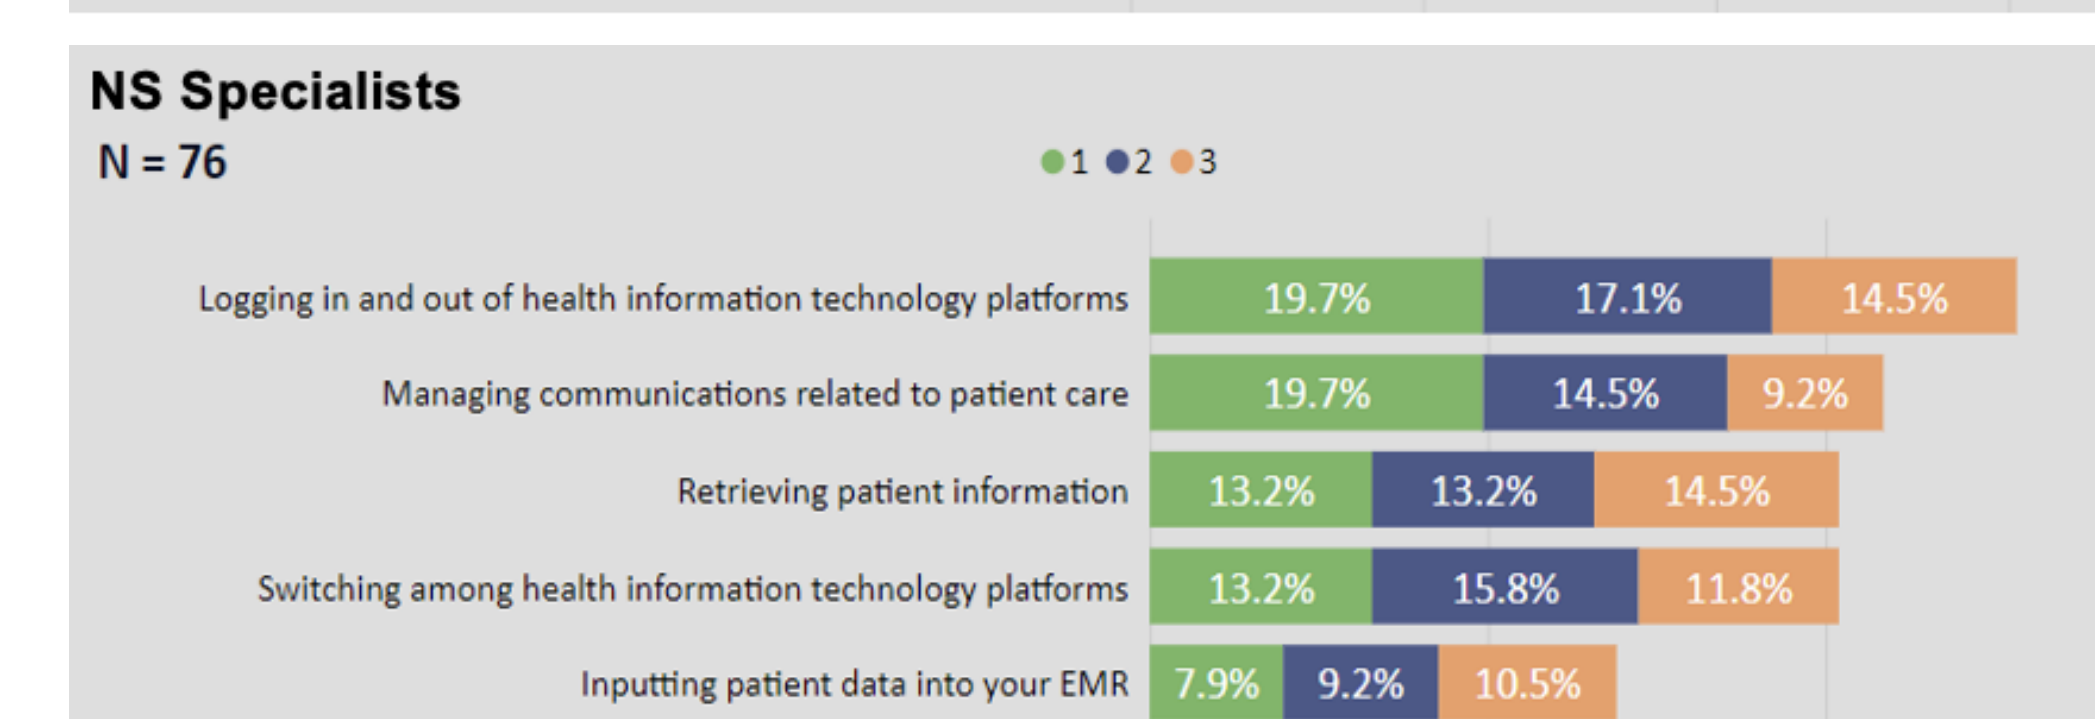 NS Specialists
N = 76
1 2 3
Logging in and out of health information technology platforms 19.7% 17.1% 14.5%
Managing communications related to patient care 19.7% 14.5% 9.2%
Retrieving patient information 13.2% 13.2% 14.5%
Switching among health information technology platforms 13.2% 15.8% 11.8%
Inputting patient data into your EMR 7.9% 9.2% 10.5%